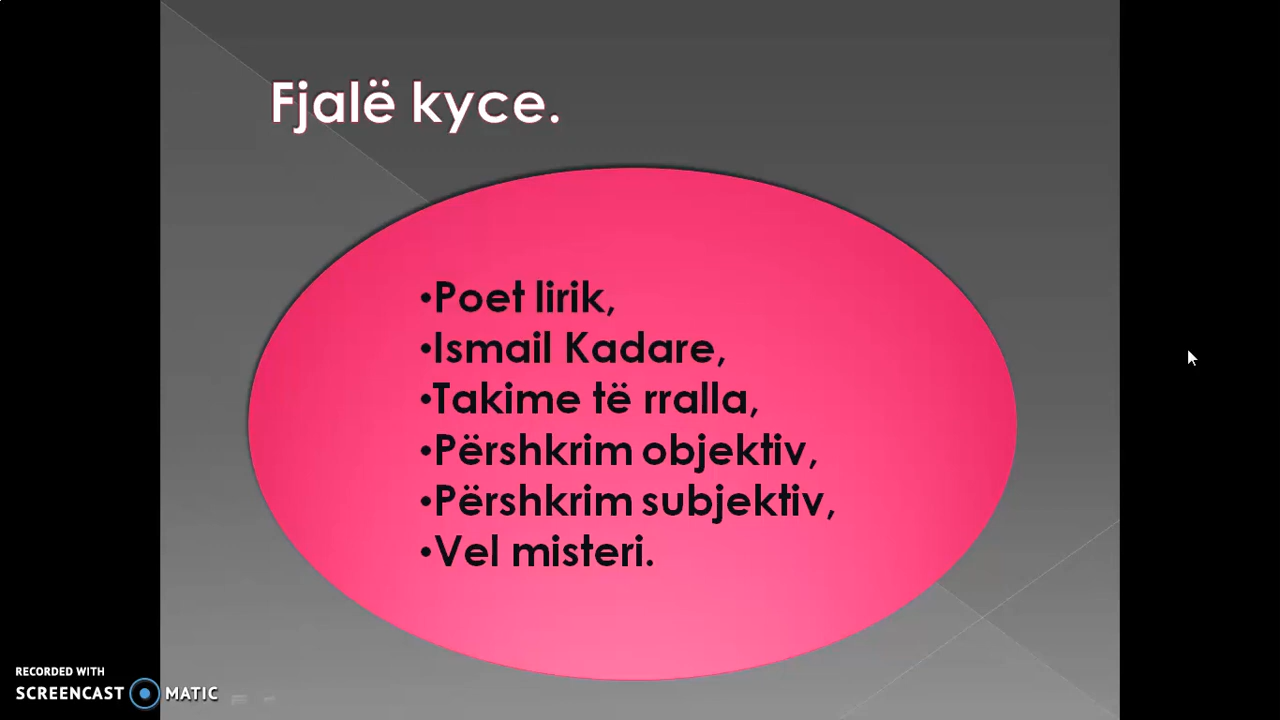 Fjalë kyce.
•Poet lirik,
•Ismail Kadare,
•Takime të rralla,
•Përshkrim objektiv,
•Përshkrim subjektiv,
•Vel misteri.
RECORDED WITH
SCREENCAST MATIC